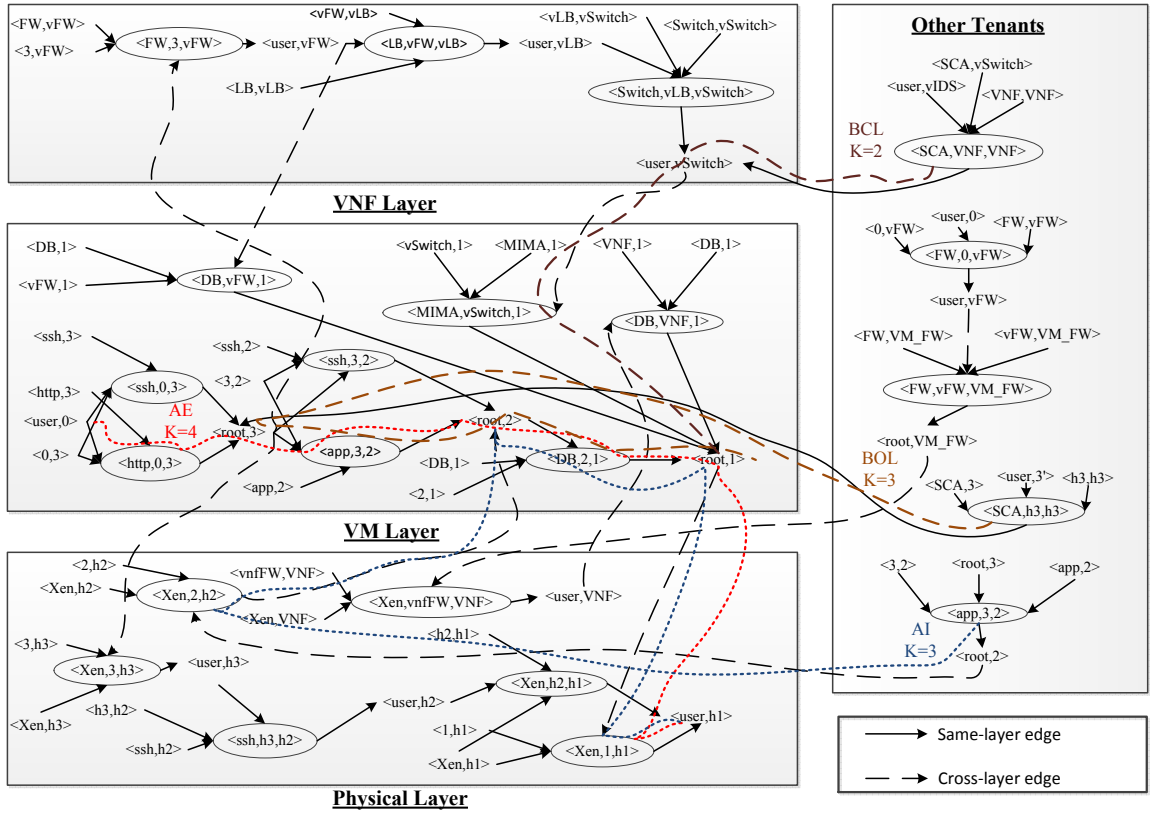 <FW,vFW>
<3,vFW>
<FW,3,vFW>
<user,vFW>
<vFW,vLB>
<LB,vFW,vLB>
<LB,vLB>
<user,vLB>
<vLB,vSwitch>
<Switch,vSwitch>
<Switch,vLB,vSwitch>
<user,vSwitch>
VNF Layer
BCL
K=2
<DB,1>
<vFW,1>
<DB,vFW,1>
<vSwitch,1>
<MIMA,1>
<VNF,1>
<DB,1>
<MIMA,vSwitch,1>
<DB,VNF,1>
<ssh,3>
<ssh,2>
<ssh,3,2>
<3,2>
<http,3>
<ssh,0,3>
<user,0>
AE
K=4
<root,3>
<root,2>
<0,3>
<http,0,3>
<app,3,2>
<app,2>
<DB,1>
<DB,2,1>
<root,1>
<2,1>
VM Layer
<2,h2>
<Xen,h2>
<Xen,2,h2>
<vnfFW,VNF>
<Xen,VNF>
<Xen,vnfFW,VNF>
<user,VNF>
<3,h3>
<Xen,3,h3>
<user,h3>
<Xen,h3>
<h3,h2>
<ssh,h2>
<ssh,h3,h2>
<user,h2>
<h2,h1>
<Xen,h2,h1>
<1,h1>
<Xen,h1>
<Xen,1,h1>
<user,h1>
Physical Layer
Other Tenants
<SCA,vSwitch>
<user,vIDS>
<VNF,VNF>
<SCA,VNF,VNF>
<user,0>
<0,vFW>
<FW,vFW>
<FW,0,vFW>
<user,vFW>
<FW,VM_FW>
<vFW,VM_FW>
<FW,vFW,VM_FW>
<root,VM_FW>
BOL
K=3
<SCA,3>
<user,3'>
<h3,h3>
<SCA,h3,h3>
<3,2>
<root,3>
<app,2>
<app,3,2>
AI
K=3
<root,2>
Same-layer edge
Cross-layer edge